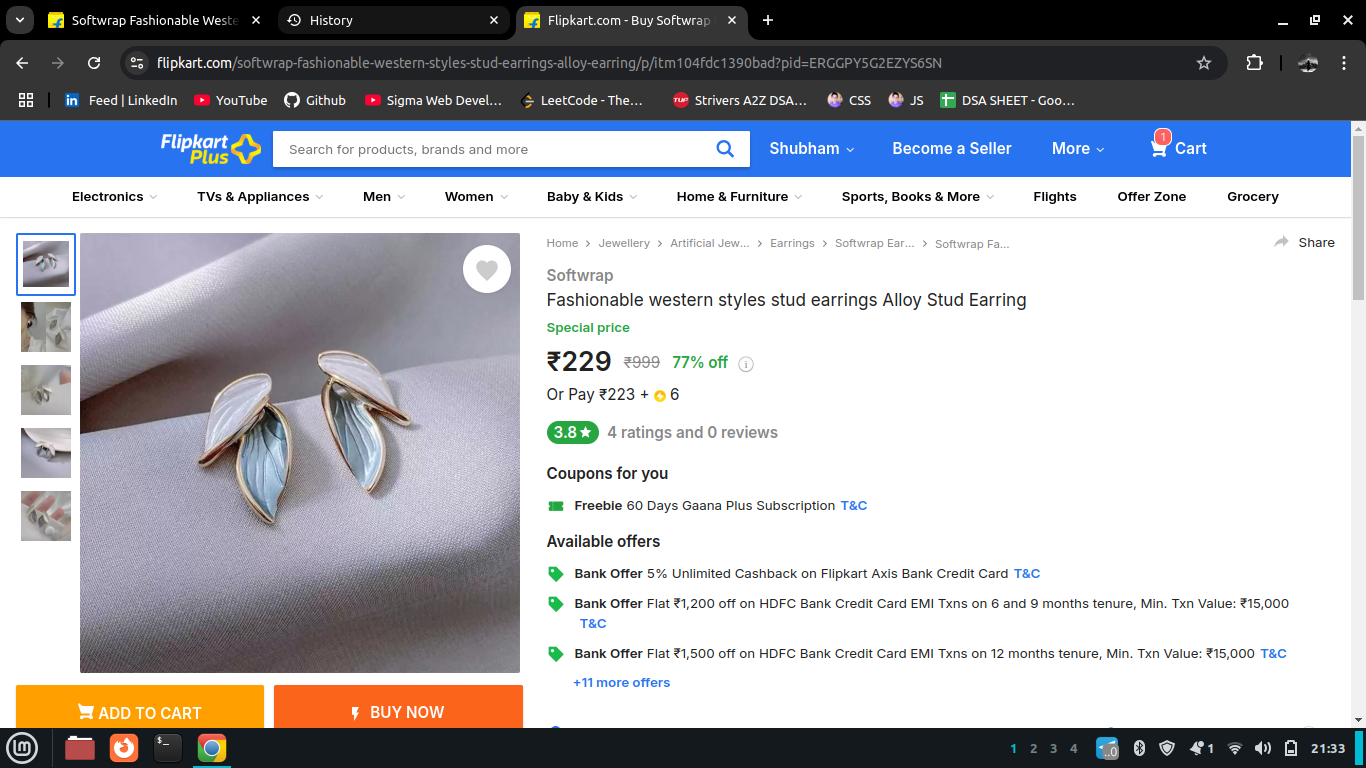 Softwrap Fashionable Weste
History
Flipkart.com - Buy Softwrap
flipkart.com/softwrap-fashionable-western-styles-stud-earrings-alloy-earring/p/itm104fdc1390bad?pid=ERGGPY5G2EZYS6SN
Feed | LinkedIn YouTube Github Sigma Web Devel... LeetCode - The... Strivers A2Z DSA... CSS JS DSA SHEET - Goo...
Flipkart Plus
Search for products, brands and more
Shubham Become a Seller More 1 Cart
Electronics TVs & Appliances Men Women Baby & Kids Home & Furniture Sports, Books & More Flights Offer Zone Grocery
Home > Jewellery > Artificial Jew... > Earrings > Softwrap Ear... > Softwrap Fa...
Share
Softwrap
Fashionable western styles stud earrings Alloy Stud Earring
Special price
₹229 ₹999 77% off
Or Pay ₹223 + 6
3.8★ 4 ratings and 0 reviews
Coupons for you
Freebie 60 Days Gaana Plus Subscription T&C
Available offers
Bank Offer 5% Unlimited Cashback on Flipkart Axis Bank Credit Card T&C
Bank Offer Flat ₹1,200 off on HDFC Bank Credit Card EMI Txns on 6 and 9 months tenure, Min. Txn Value: ₹15,000
T&C
Bank Offer Flat ₹1,500 off on HDFC Bank Credit Card EMI Txns on 12 months tenure, Min. Txn Value: ₹15,000 T&C
+11 more offers
ADD TO CART
BUY NOW
1 2 3 4 1 21:33